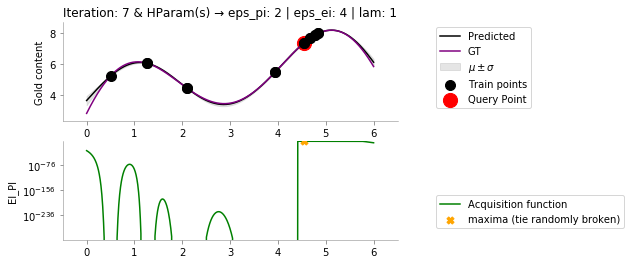 Iteration: 7 & HParam(s) → eps_pi: 2 | eps_ei: 4 | lam: 1
Gold content
8
6
4
0 1 2 3 4 5 6
Predicted
GT
μ ± σ
Train points
Query Point
EI_PI
10^{-76}
10^{-156}
10^{-236}
0 1 2 3 4 5 6
Acquisition function
maxima (tie randomly broken)